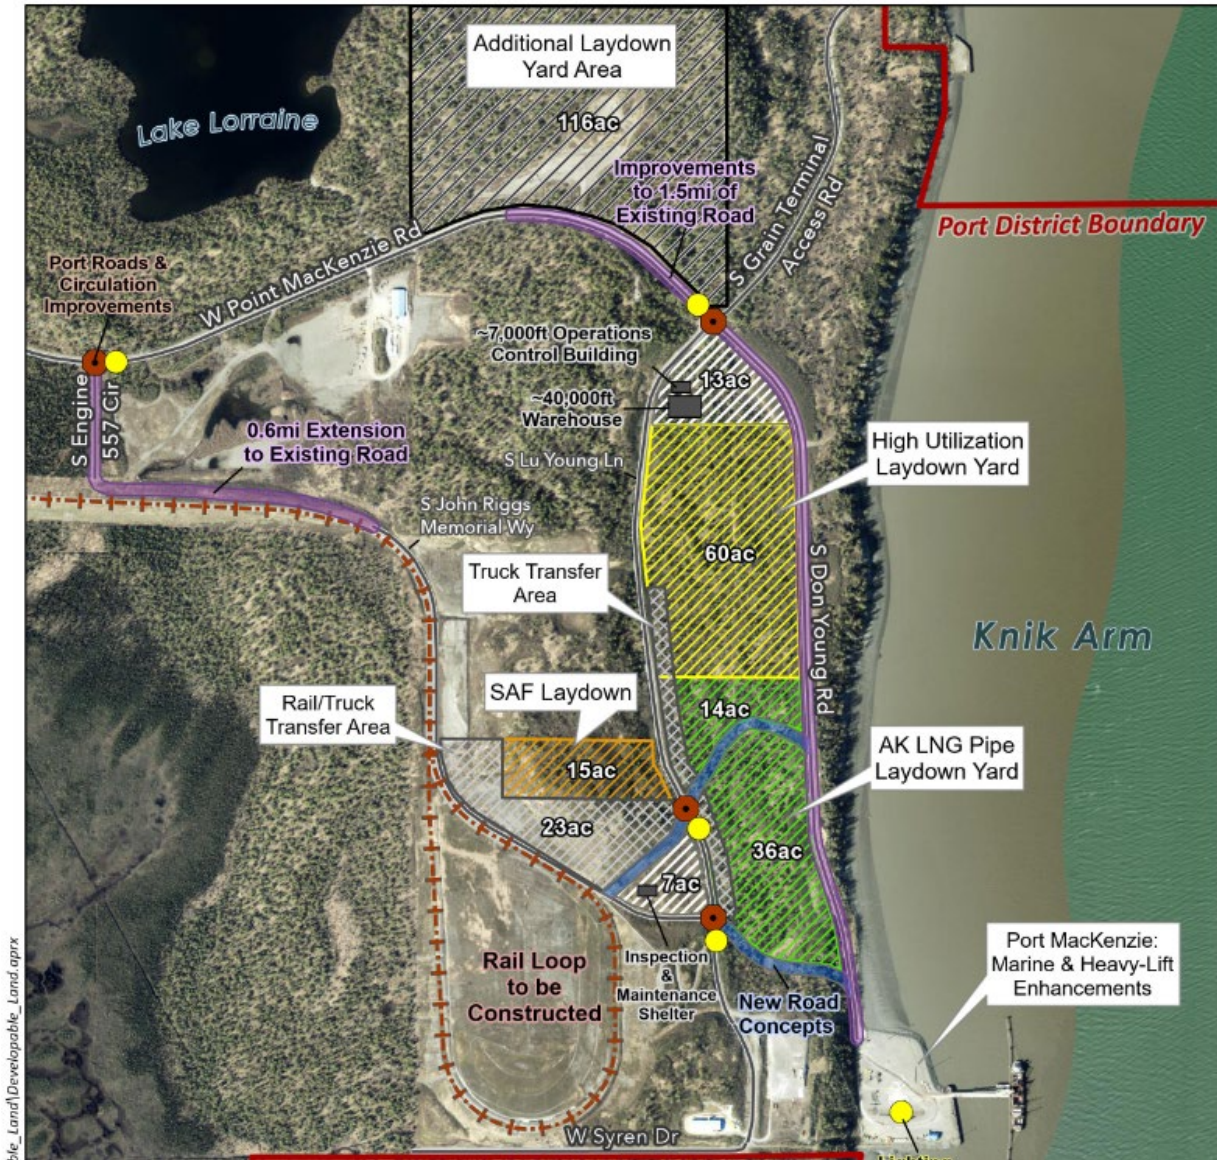 Additional Laydown
Yard Area
Lake Lorraine
116ac
Improvements
to 1.5mi of
Existing Road
S Grain Terminal
Access Rd
Port District Boundary
Port Roads &
Circulation
Improvements
W Point MacKenzie Rd
~7,000ft Operations
Control Building
13ac
~40,000ft
Warehouse
S Engine
557 Cir
0.6mi Extension
to Existing Road
S Lu Young Ln
High Utilization
Laydown Yard
S John Riggs
Memorial Wy
60ac
Truck Transfer
Area
S Don Young Rd
Knik Arm
Rail/Truck
Transfer Area
SAF Laydown
14ac
AK LNG Pipe
Laydown Yard
15ac
23ac
36ac
7ac
Rail Loop
to be
Constructed
Inspection
&
Maintenance
Shelter
New Road
Concepts
Port MacKenzie:
Marine & Heavy-Lift
Enhancements
W Syren Dr
Lighting
ble_Land\Developable_Land.aprx